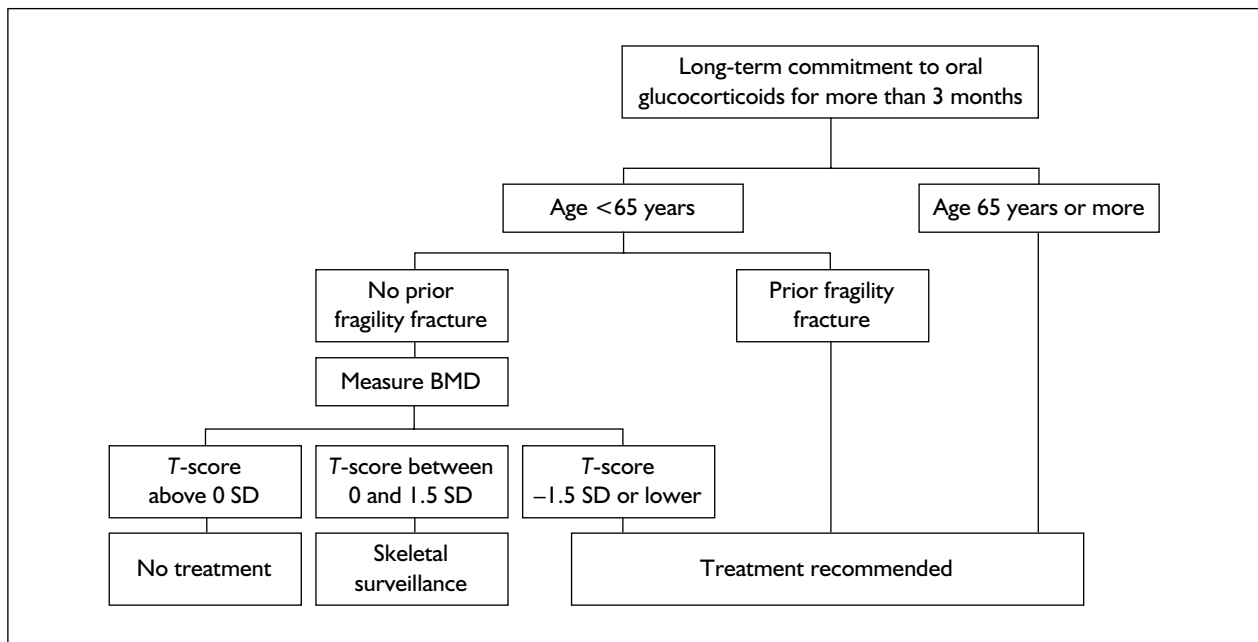 Long-term commitment to oral
glucocorticoids for more than 3 months
Age <65 years
Age 65 years or more
No prior
fragility fracture
Prior fragility
fracture
Measure BMD
T-score
above 0 SD
T-score between
0 and 1.5 SD
T-score
–1.5 SD or lower
No treatment
Skeletal
surveillance
Treatment recommended